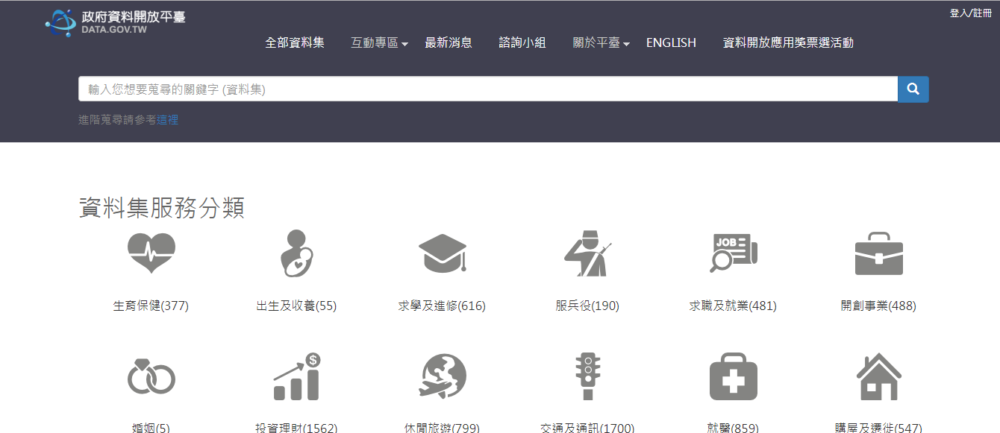 登入/註冊
政府資料開放平臺
DATA.GOV.TW
全部資料集 互動專區 最新消息 諮詢小組 關於平臺 ENGLISH 資料開放應用獎票選活動
輸入您想要蒐尋的關鍵字 (資料集)
進階蒐尋請參考這裡
資料集服務分類
JOB
生育保健(377) 出生及收養(55) 求學及進修(616) 服兵役(190) 求職及就業(481) 開創事業(488)
$
婚姻(5) 投資理財(1562) 休閒旅遊(799) 交通及通訊(1700) 就醫(859) 購屋及遷徙(547)